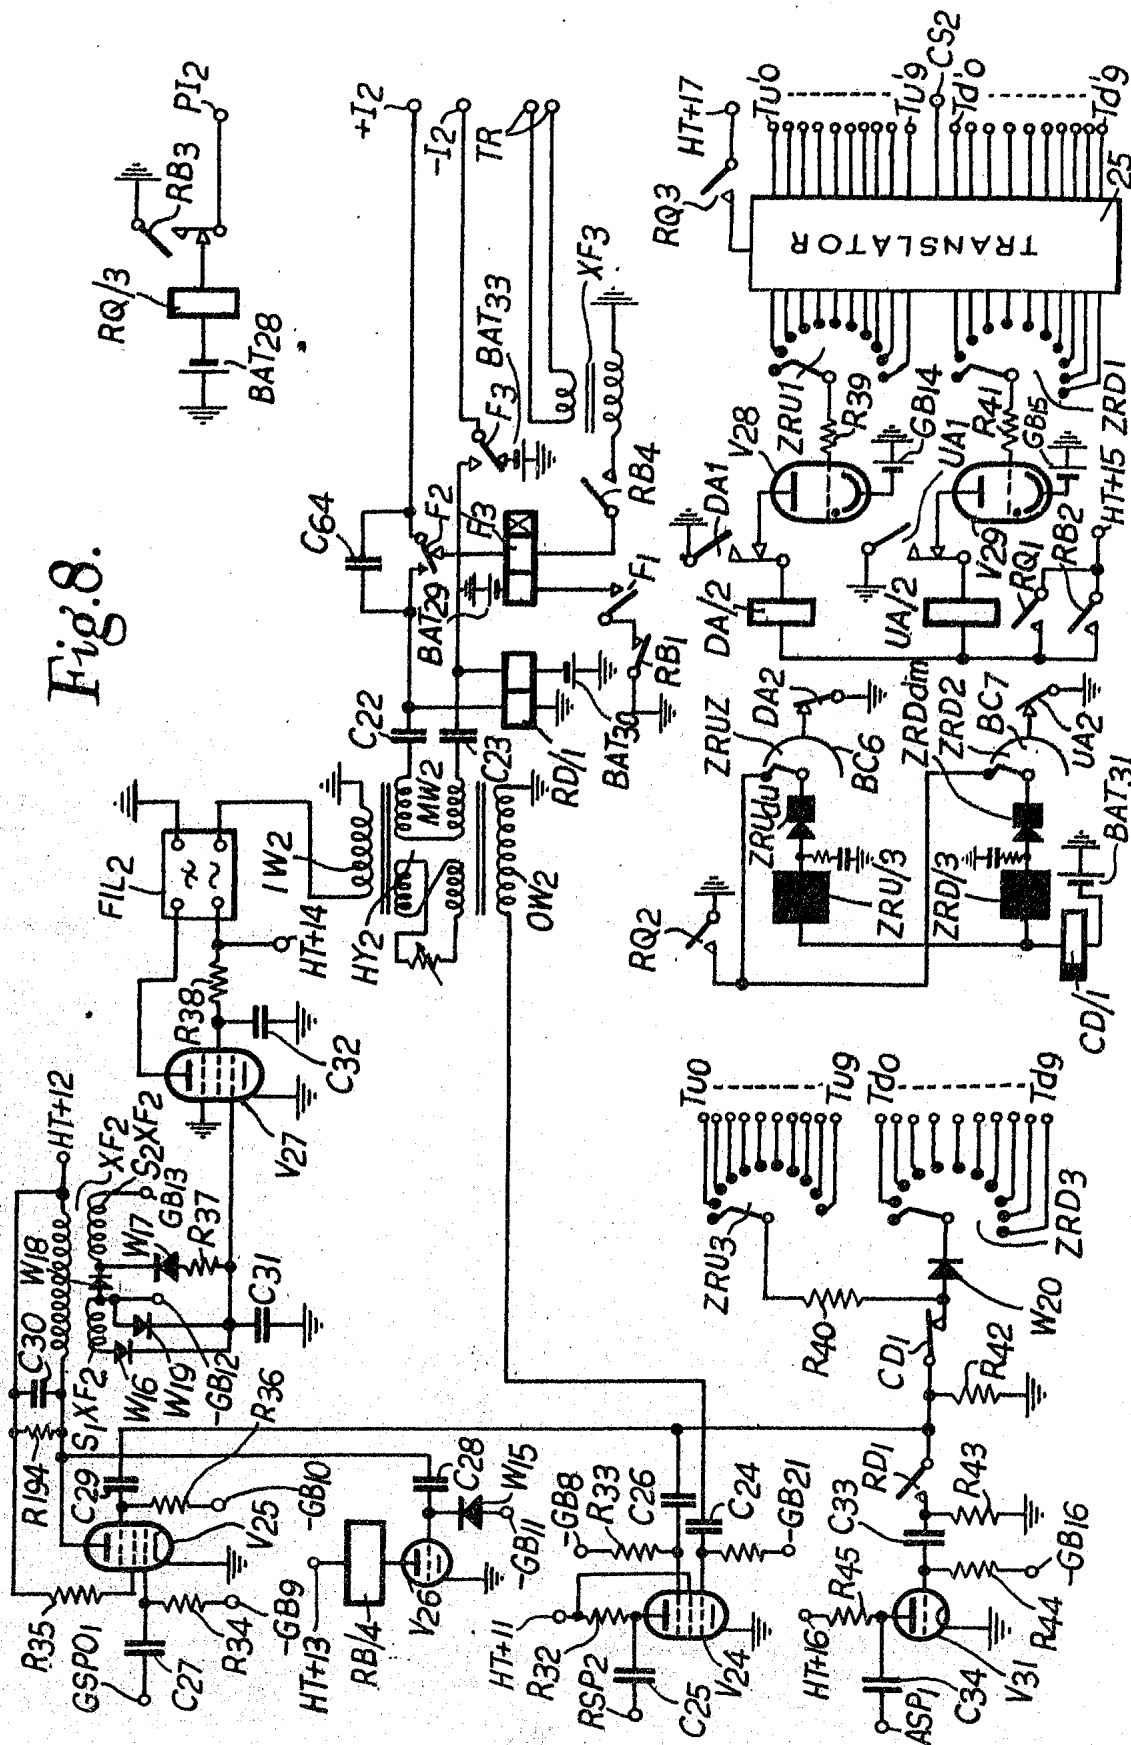 Fig. 8.
RQ/3
BAT28
RB3
PI2
+I2
-I2
TR
C64
F2
F3
BAT33
XF3
BAT29
F/3
F1
RB4
RB1
BAT30
RD/1
C22
C23
MW2
FIL2
1W2
HT+14
HY2
OW2
R38
C32
V27
HT+12
XF2
S2XF2
GB13
W17
W18
R37
C31
C30
S1XF2
W16
W19
-GB12
R36
R194
C29
V25
-GB10
R35
GSPO1
C27
R34
-GB9
HT+13
RB/4
V26
C28
W15
-GB11
-GB8
R33
C26
C24
-GB21
HT+11
R32
RSP2
C25
V24
HT+16
R45
ASP1
C34
V31
R44
-GB16
C33
R43
RD1
R42
CD1
R40
W20
ZRU3
ZRD3
Tu0
Tu9
Td0
Td9
RQ2
ZRUZ
ZRUdu
DA2
BC6
ZRU/3
ZRDdm
ZRD2
BC7
UA2
ZRD/3
BAT31
CD/1
DA/2
DA1
V28
ZRU1
R39
GB14
UA/2
UA1
V29
R41
GB15
ZRD1
RQ1
RB2
HT+15
RQ3
HT+17
TRANSLATOR
25
Tu'0
Tu'9
CS2
Td'0
Td'9